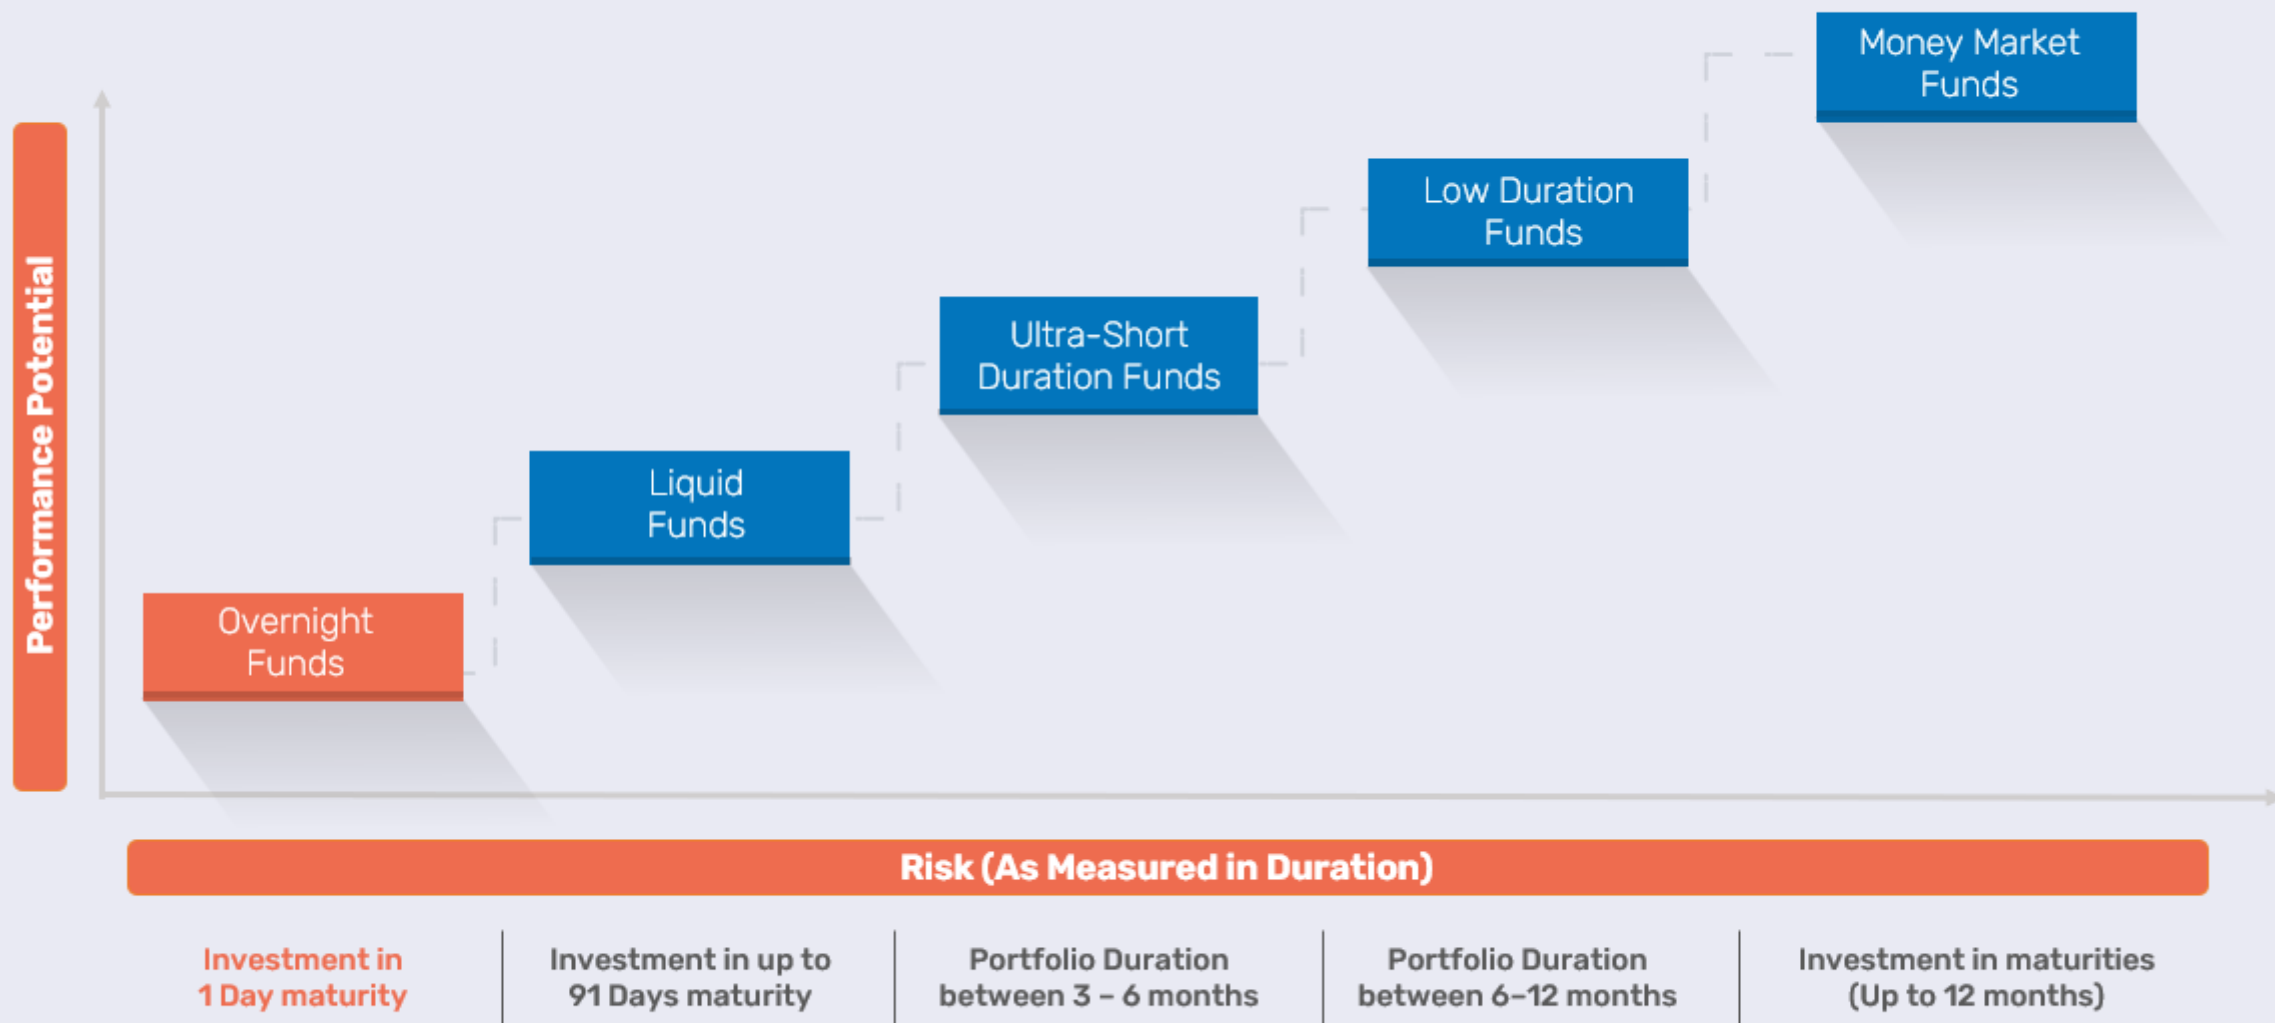 Money Market
Funds
Low Duration
Funds
Ultra-Short
Duration Funds
Liquid
Funds
Overnight
Funds
Performance Potential
Risk (As Measured in Duration)
Investment in
1 Day maturity
Investment in up to
91 Days maturity
Portfolio Duration
between 3 – 6 months
Portfolio Duration
between 6–12 months
Investment in maturities
(Up to 12 months)